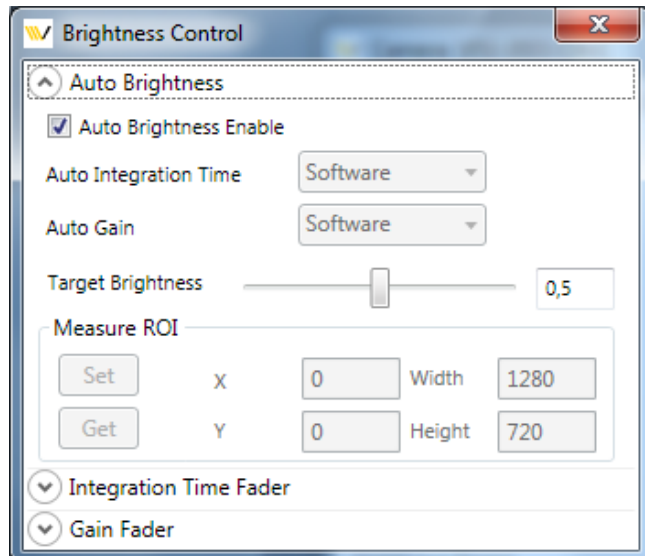 Brightness Control
Auto Brightness
Auto Brightness Enable
Auto Integration Time Software
Auto Gain Software
Target Brightness 0,5
Measure ROI
Set X 0 Width 1280
Get Y 0 Height 720
Integration Time Fader
Gain Fader